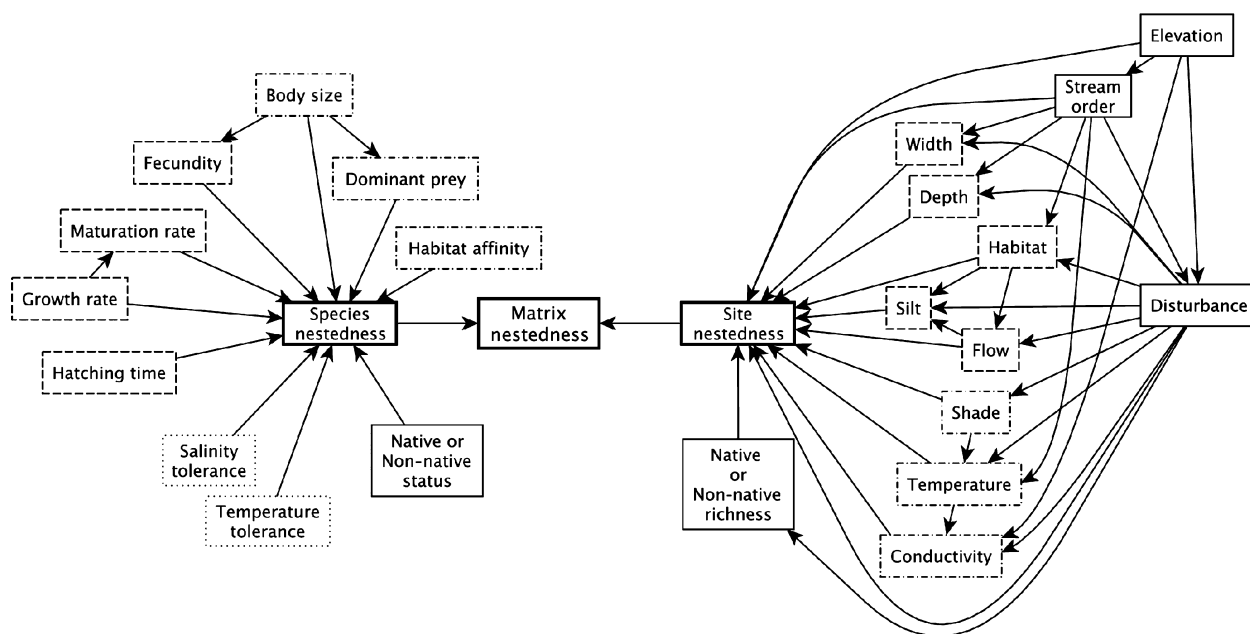 Elevation
Stream
order
Body size
Width
Fecundity
Dominant prey
Depth
Maturation rate
Habitat affinity
Habitat
Growth rate
Species
nestedness
Matrix
nestedness
Site
nestedness
Silt
Disturbance
Flow
Hatching time
Shade
Salinity
tolerance
Native or
Non-native
status
Native
or
Non-native
richness
Temperature
Temperature
tolerance
Conductivity